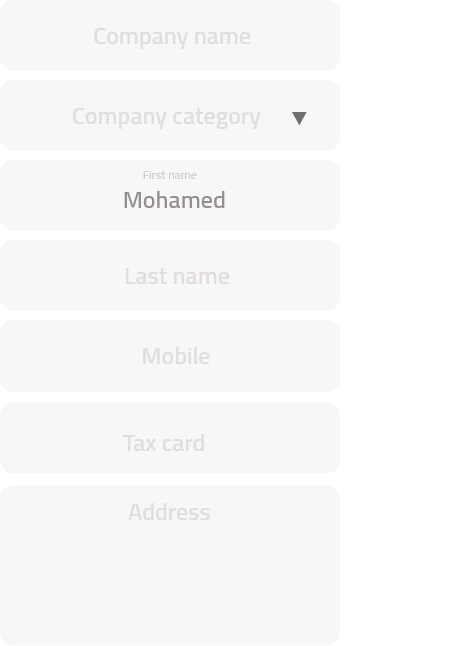 Company name
Company category
First name
Mohamed
Last name
Mobile
Tax card
Address